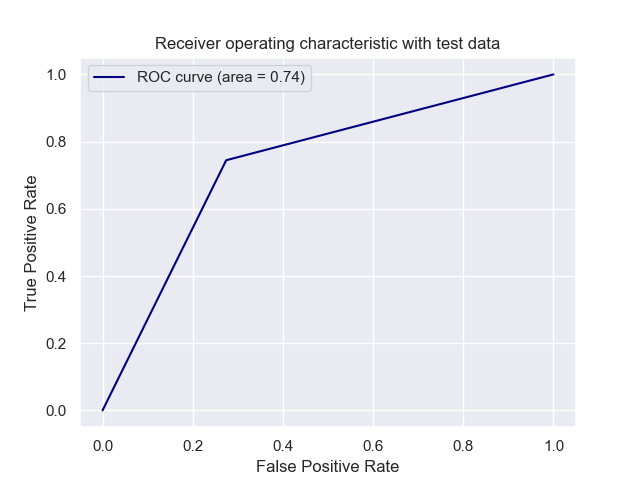 Receiver operating characteristic with test data
ROC curve (area = 0.74)
1.0
0.8
0.6
0.4
0.2
0.0
True Positive Rate
0.0 0.2 0.4 0.6 0.8 1.0
False Positive Rate